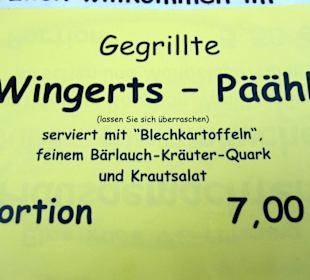 Gegrillte
Wingerts - Päähl
(lassen Sie sich überraschen)
serviert mit "Blechkartoffeln",
feinem Bärlauch-Kräuter-Quark
und Krautsalat
ortion 7,00